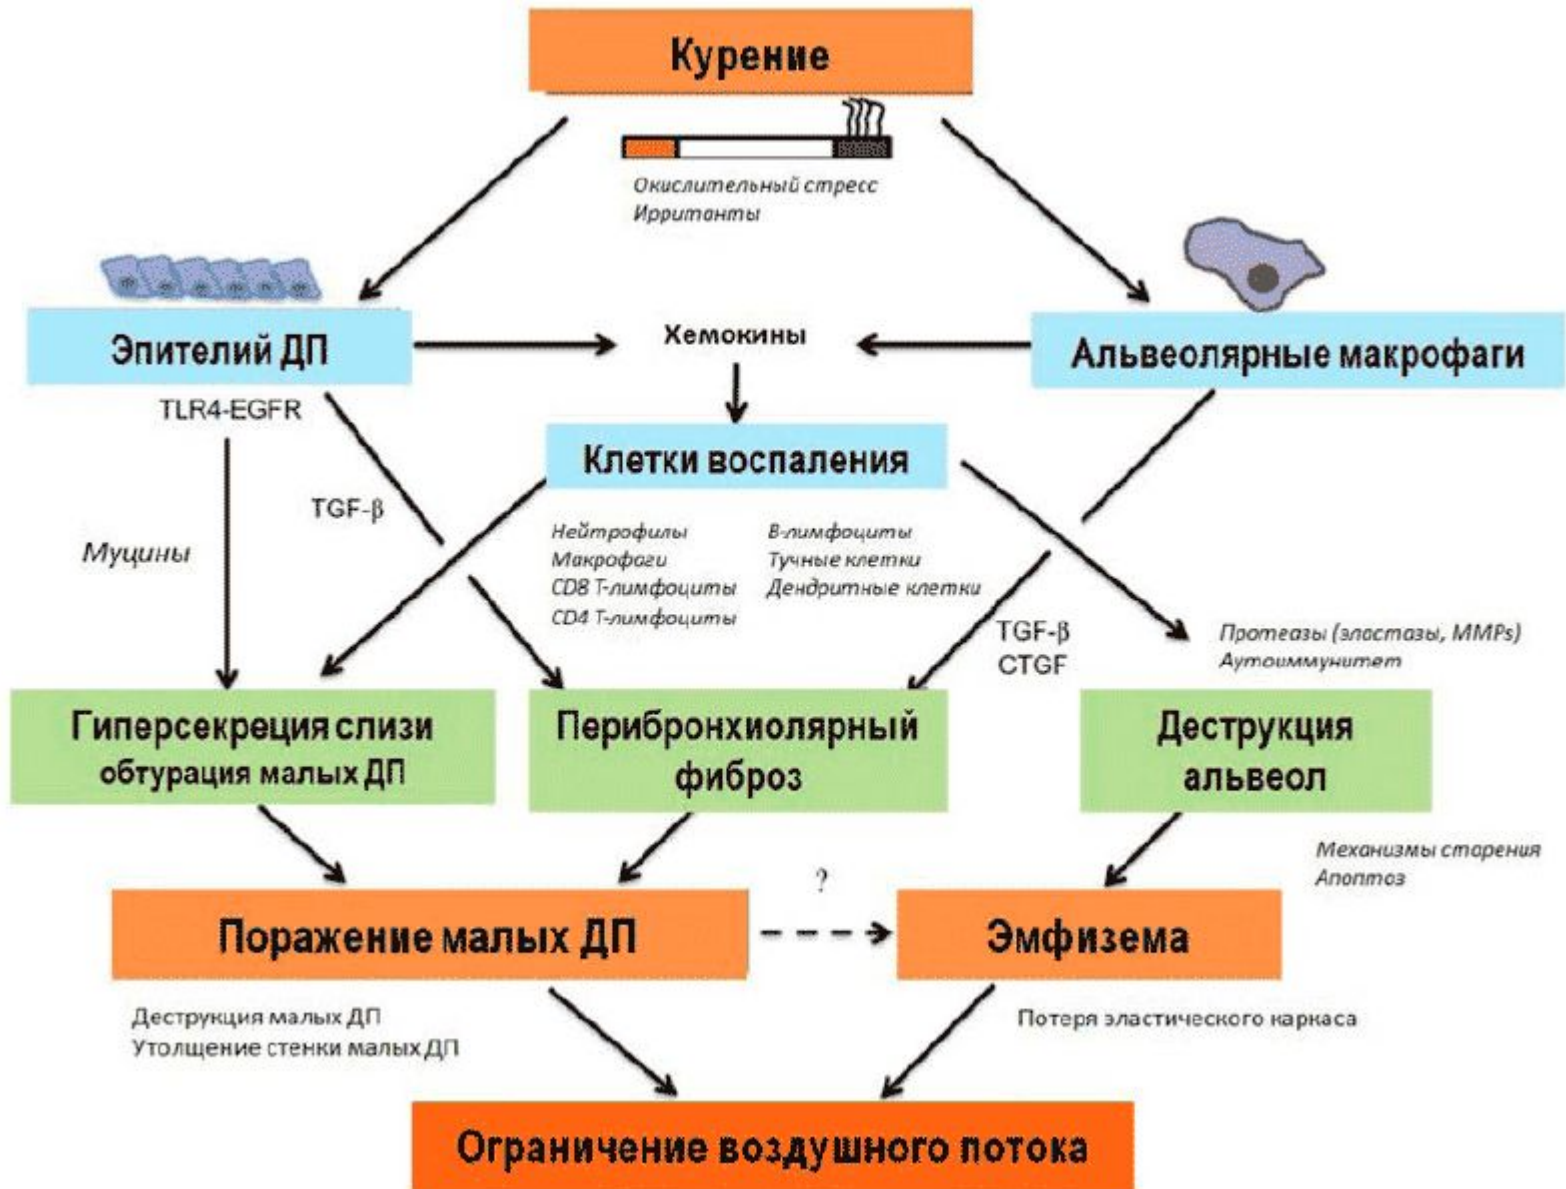 Курение
Окислительный стресс
Ирританты
Эпителий ДП
Хемокины
Альвеолярные макрофаги
TLR4-EGFR
Клетки воспаления
TGF-β
Муцины
Нейтрофилы
Макрофаги
CD8 Т-лимфоциты
CD4 Т-лимфоциты
В-лимфоциты
Тучные клетки
Дендритные клетки
TGF-β
CTGF
Протеазы (эластазы, MMPs)
Аутоиммунитет
Гиперсекреция слизи
обтурация малых ДП
Перибронхиолярный
фиброз
Деструкция
альвеол
Механизмы старения
Апоптоз
?
Поражение малых ДП
Эмфизема
Деструкция малых ДП
Утолщение стенки малых ДП
Потеря эластического каркаса
Ограничение воздушного потока